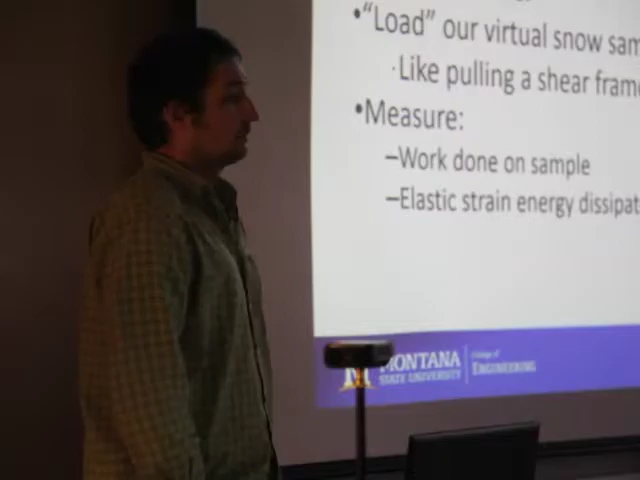 •“Load” our virtual snow sam
·Like pulling a shear frame
•Measure:
–Work done on sample
–Elastic strain energy dissipat
MONTANA
STATE UNIVERSITY
College of
ENGINEERING